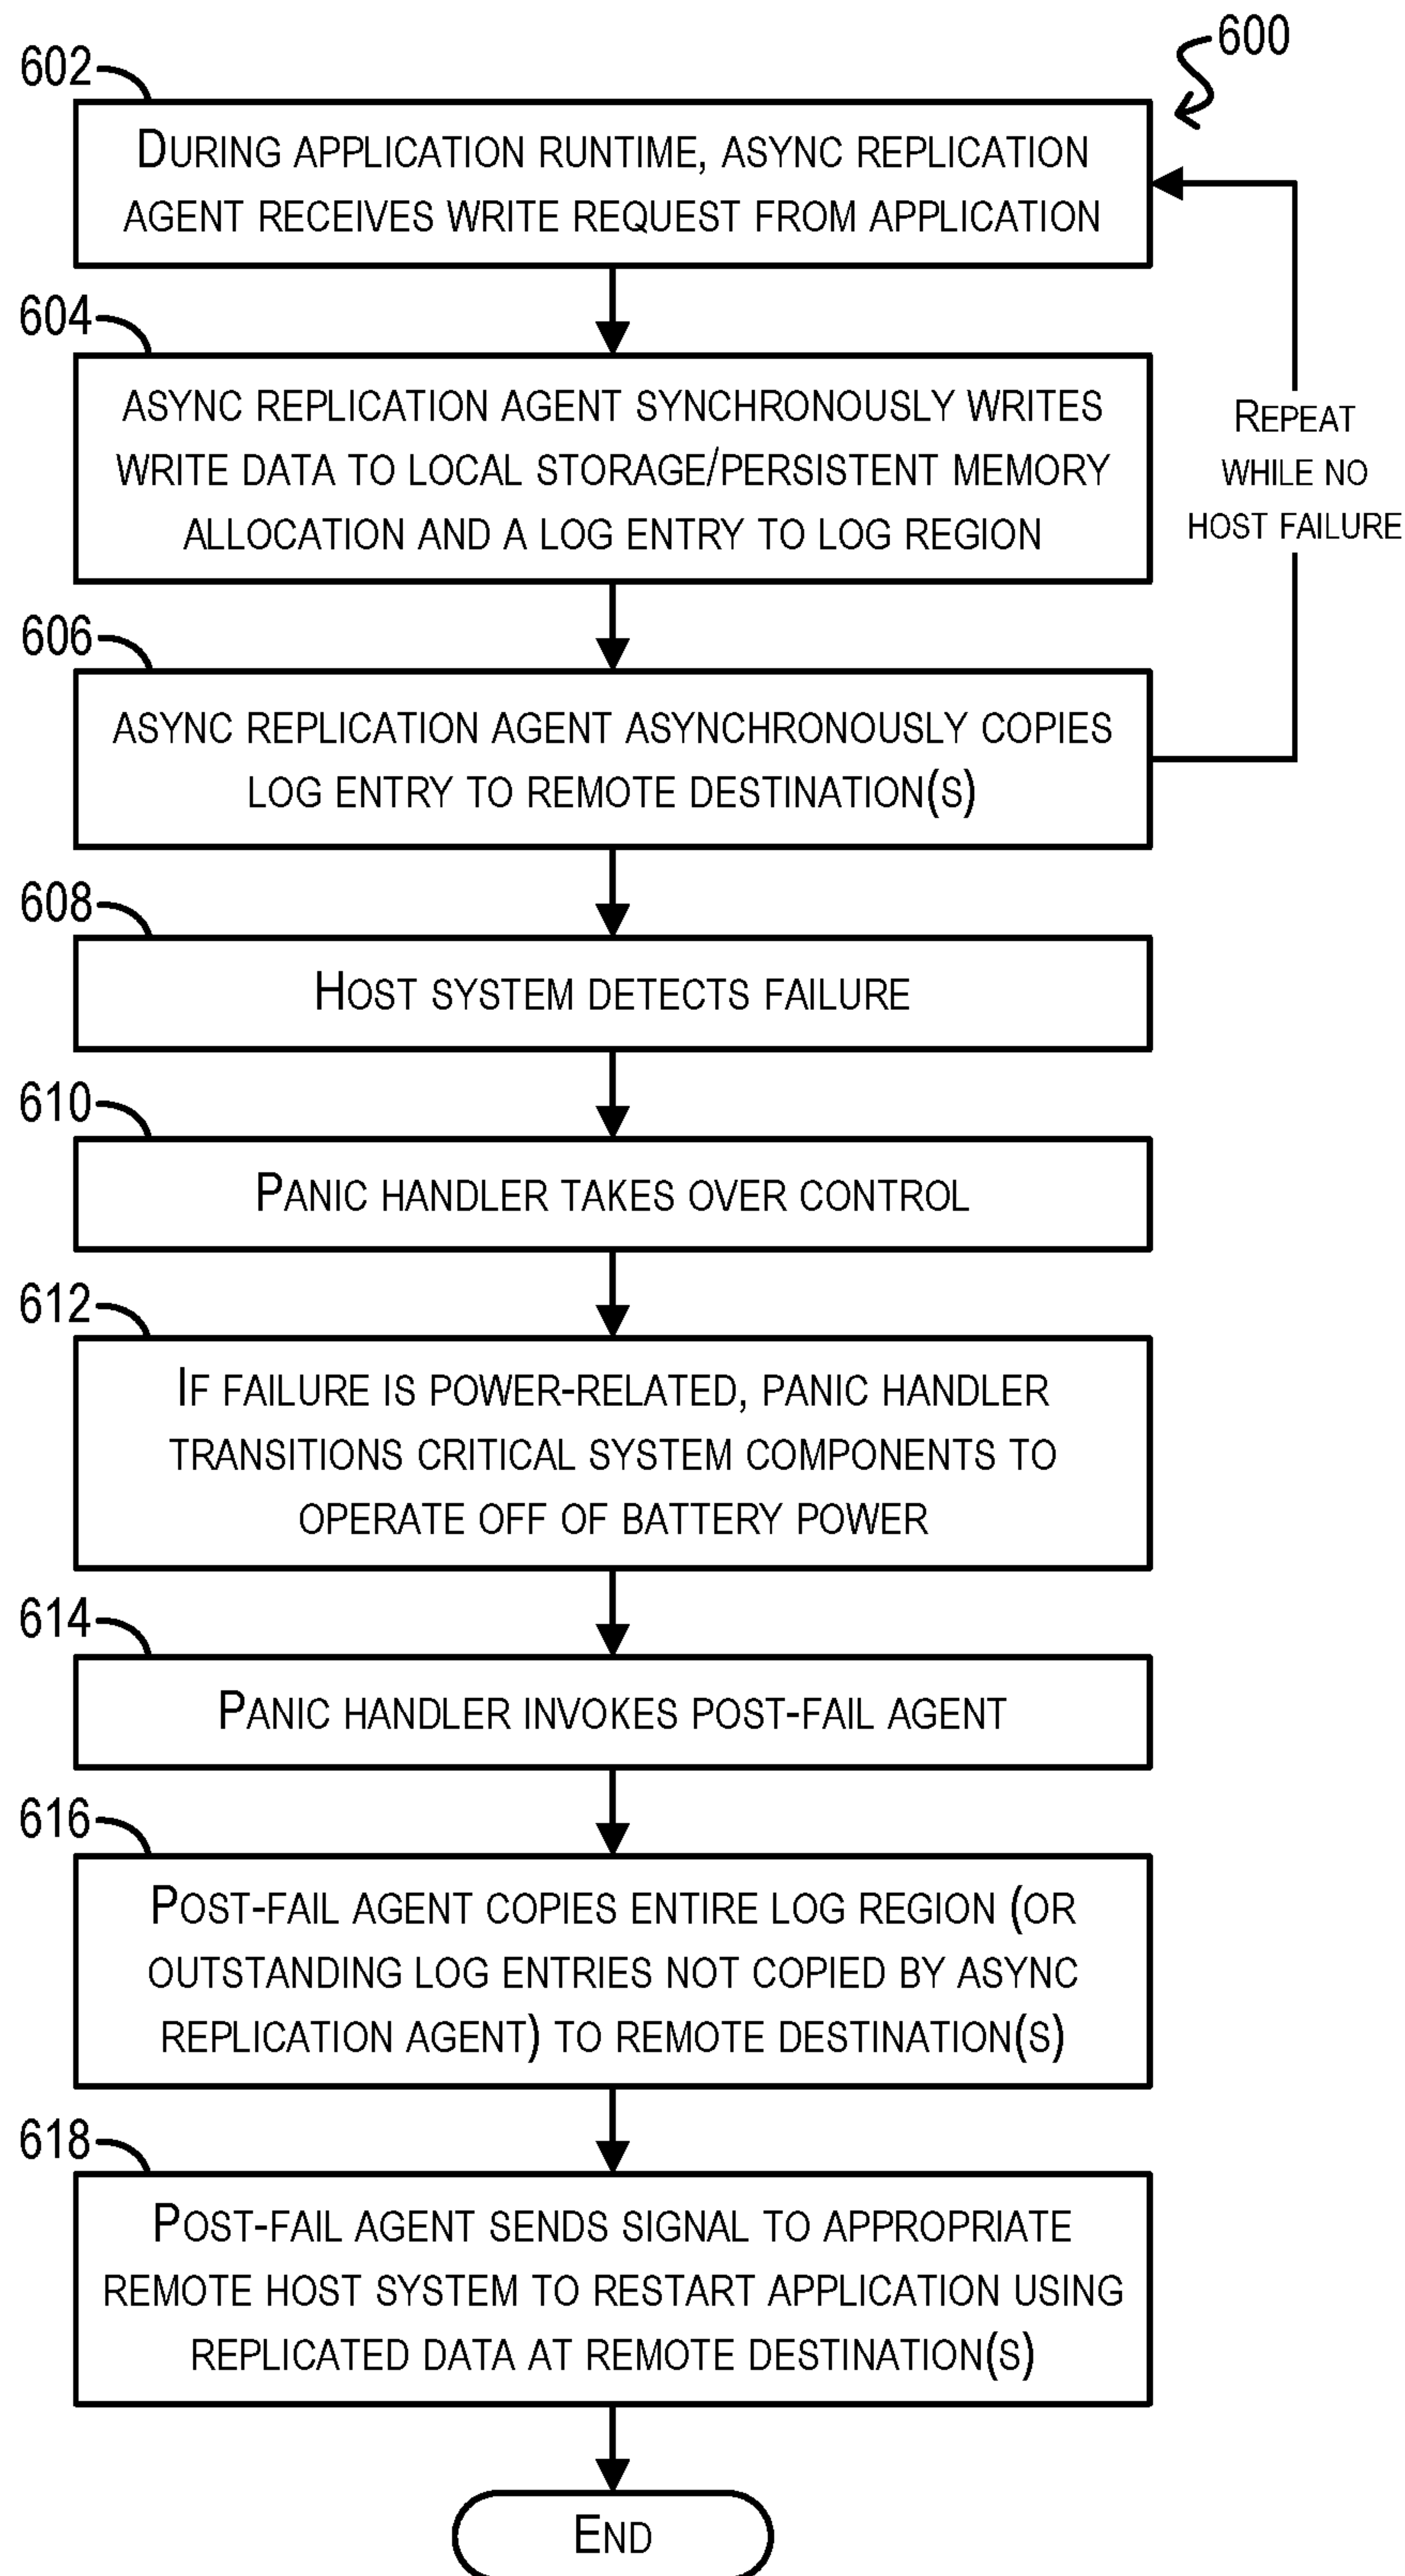 600
602
DURING APPLICATION RUNTIME, ASYNC REPLICATION
AGENT RECEIVES WRITE REQUEST FROM APPLICATION
604
ASYNC REPLICATION AGENT SYNCHRONOUSLY WRITES
WRITE DATA TO LOCAL STORAGE/PERSISTENT MEMORY
ALLOCATION AND A LOG ENTRY TO LOG REGION
REPEAT
WHILE NO
HOST FAILURE
606
ASYNC REPLICATION AGENT ASYNCHRONOUSLY COPIES
LOG ENTRY TO REMOTE DESTINATION(S)
608
HOST SYSTEM DETECTS FAILURE
610
PANIC HANDLER TAKES OVER CONTROL
612
IF FAILURE IS POWER-RELATED, PANIC HANDLER
TRANSITIONS CRITICAL SYSTEM COMPONENTS TO
OPERATE OFF OF BATTERY POWER
614
PANIC HANDLER INVOKES POST-FAIL AGENT
616
POST-FAIL AGENT COPIES ENTIRE LOG REGION (OR
OUTSTANDING LOG ENTRIES NOT COPIED BY ASYNC
REPLICATION AGENT) TO REMOTE DESTINATION(S)
618
POST-FAIL AGENT SENDS SIGNAL TO APPROPRIATE
REMOTE HOST SYSTEM TO RESTART APPLICATION USING
REPLICATED DATA AT REMOTE DESTINATION(S)
END